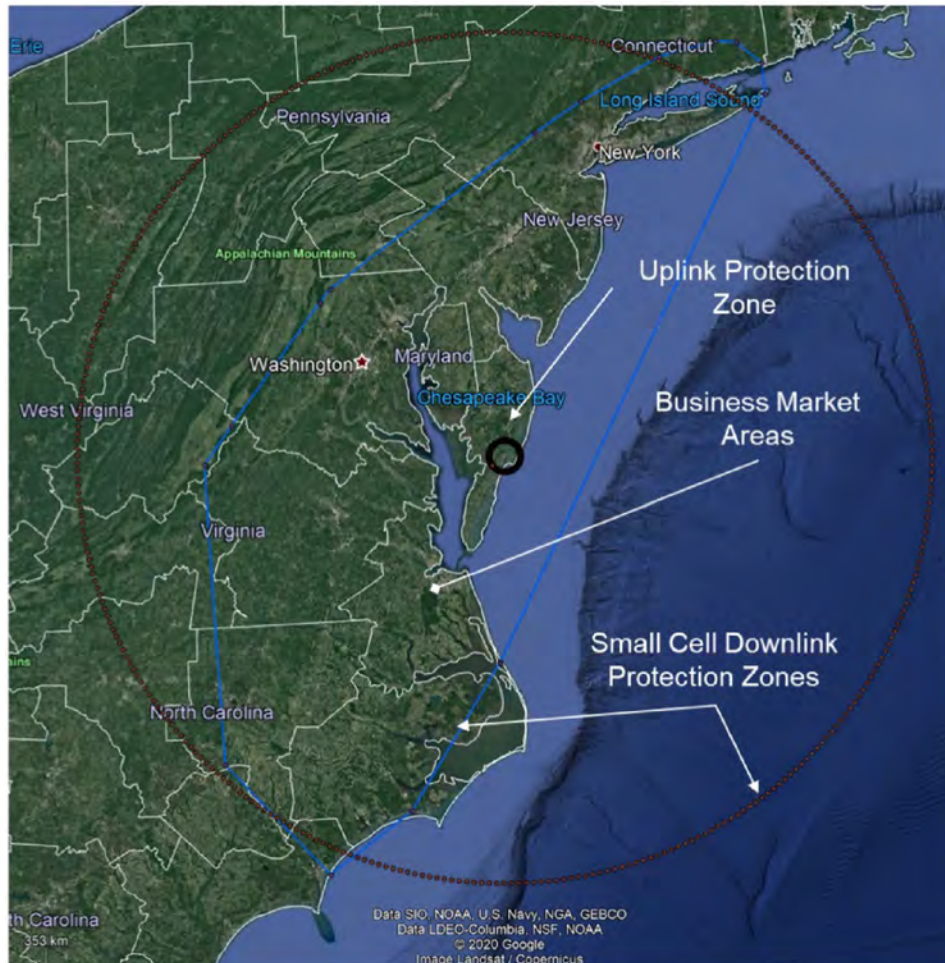 Erie
Connecticut
Long Island Sound
Pennsylvania
New York
New Jersey
Appalachian Mountains
Uplink Protection
Zone
Washington
Maryland
Chesapeake Bay
West Virginia
Business Market
Areas
Virginia
Small Cell Downlink
Protection Zones
ains
North Carolina
th Carolina
353 km
Data SIO, NOAA, U.S. Navy, NGA, GEBCO
Data LDEO-Columbia, NSF, NOAA
© 2020 Google
Image Landsat / Copernicus